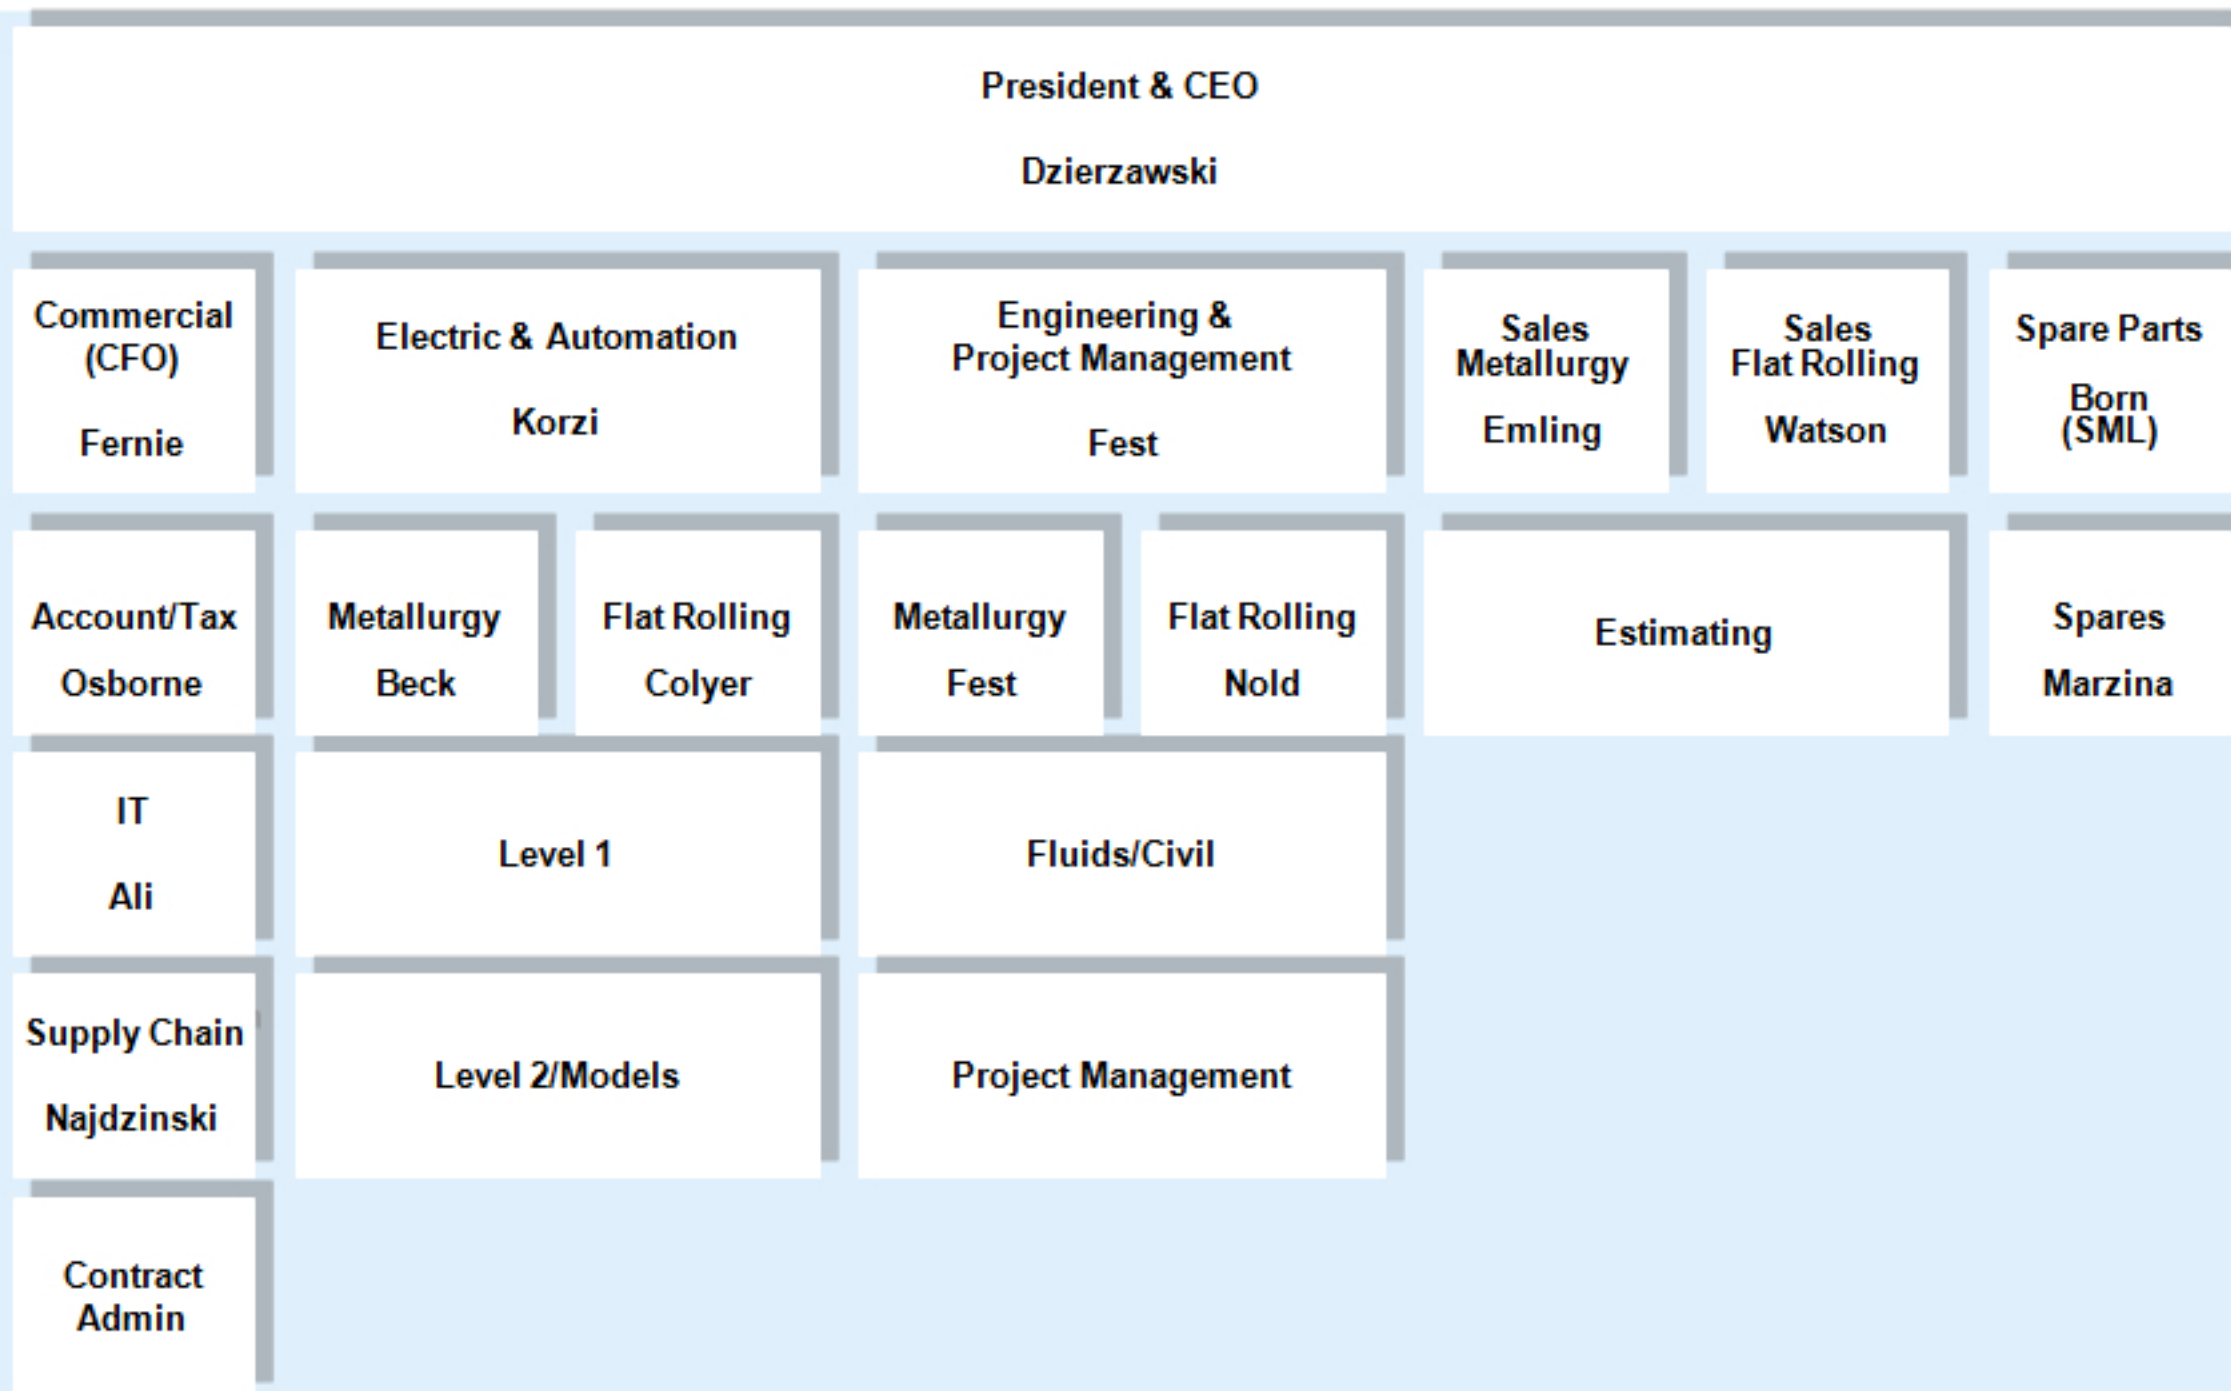 President & CEO
Dzierzawski
Commercial
(CFO)
Fernie
Electric & Automation
Korzi
Engineering &
Project Management
Fest
Sales
Metallurgy
Emling
Sales
Flat Rolling
Watson
Spare Parts
Born
(SML)
Account/Tax
Osborne
Metallurgy
Beck
Flat Rolling
Colyer
Metallurgy
Fest
Flat Rolling
Nold
Estimating
Spares
Marzina
IT
Ali
Level 1
Fluids/Civil
Supply Chain
Najdzinski
Level 2/Models
Project Management
Contract
Admin